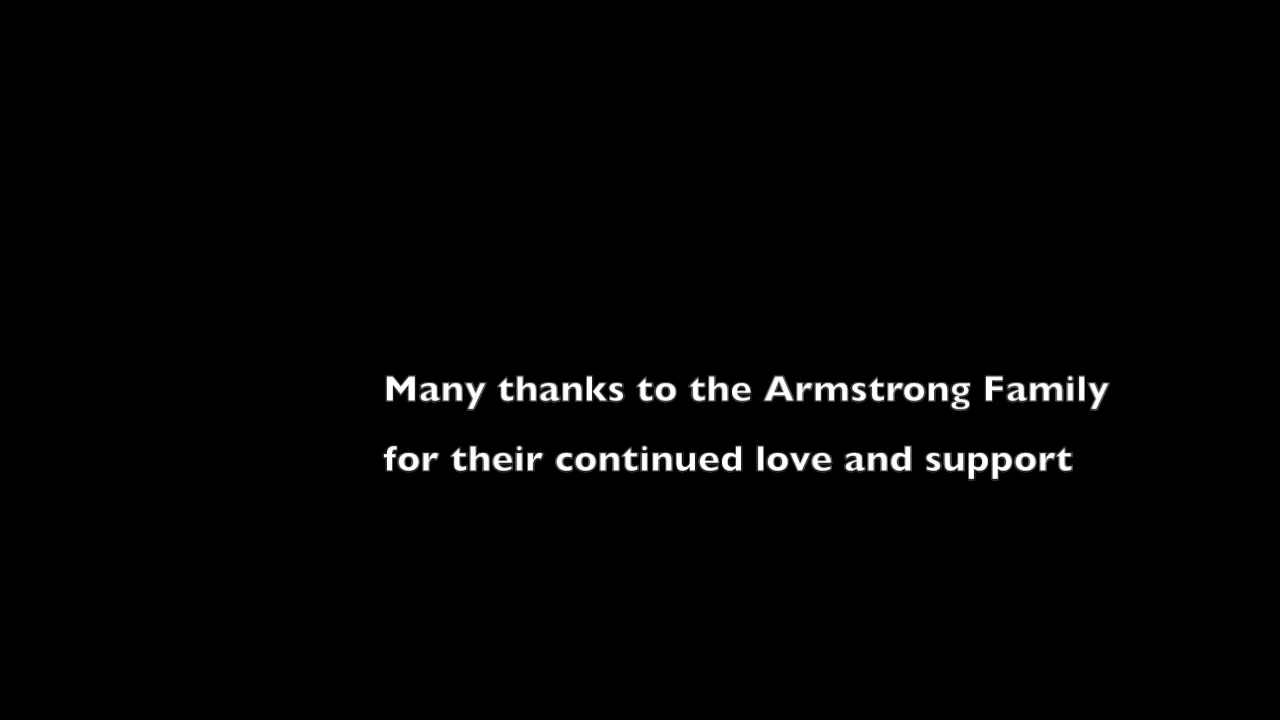 Many thanks to the Armstrong Family
for their continued love and support